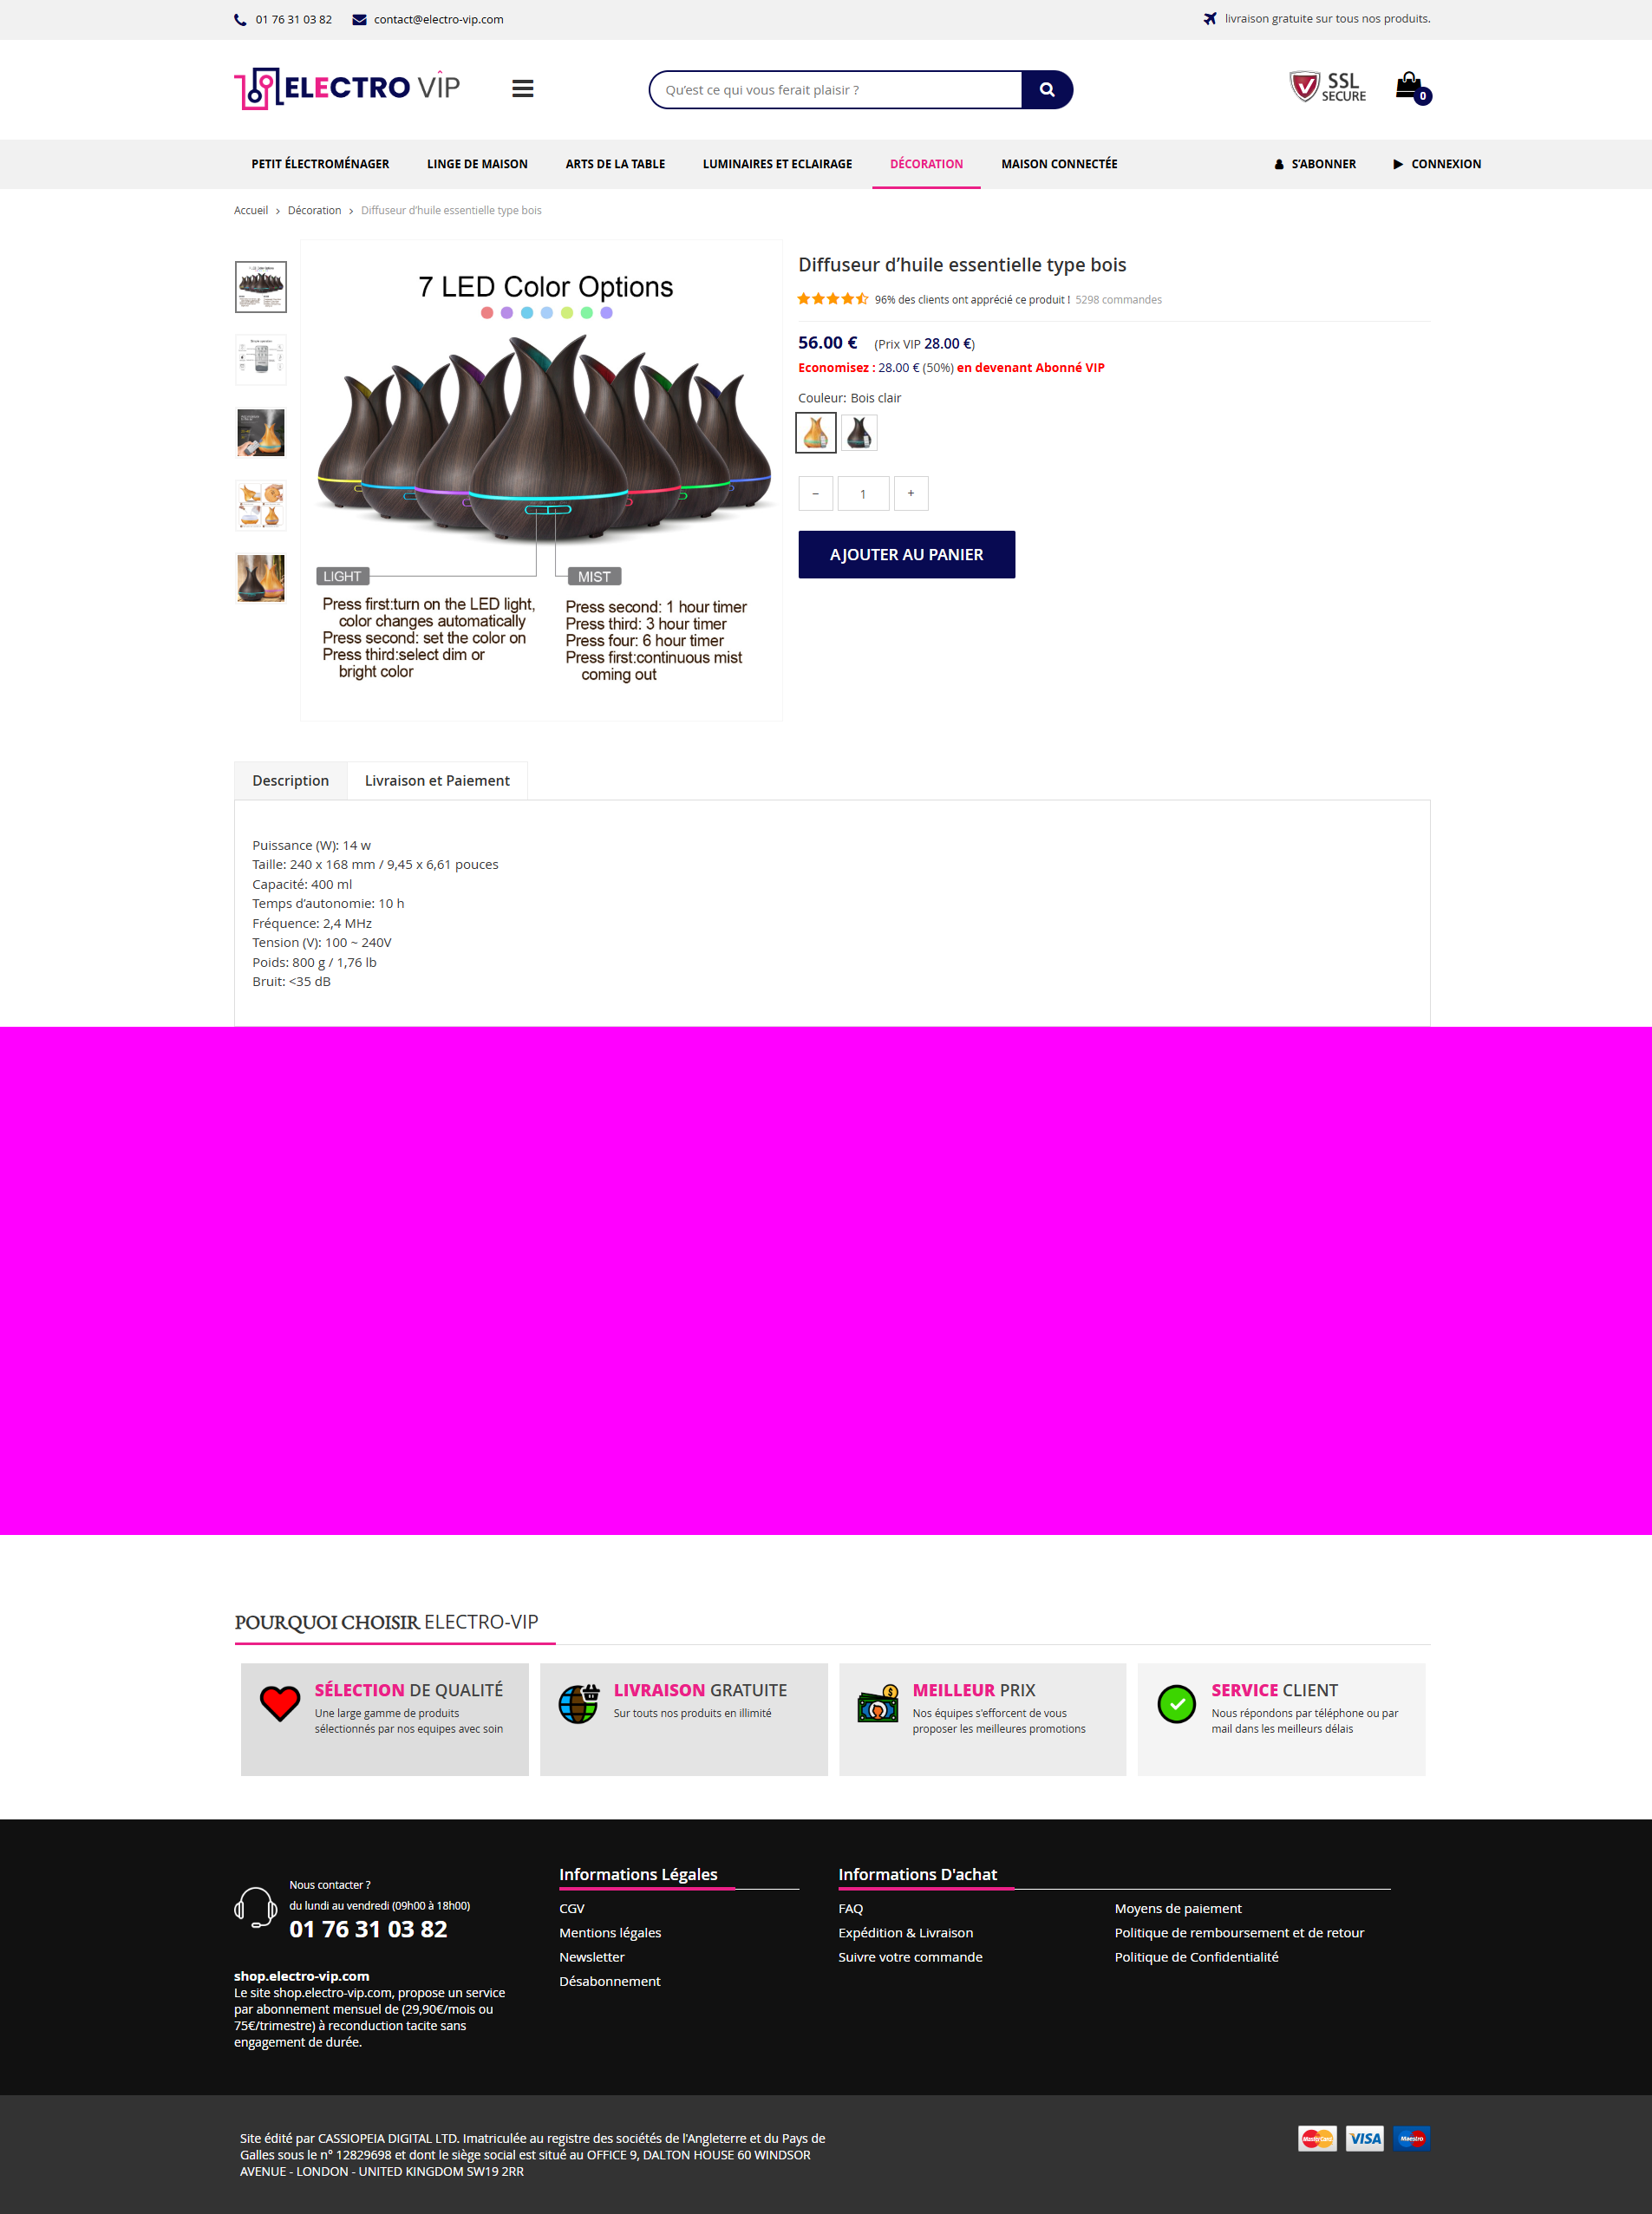 01 76 31 03 82
contact@electro-vip.com
livraison gratuite sur tous nos produits.
ELECTRO VIP
Qu'est ce qui vous ferait plaisir ?
SSL
SECURE
0
PETIT ÉLECTROMÉNAGER
LINGE DE MAISON
ARTS DE LA TABLE
LUMINAIRES ET ECLAIRAGE
DÉCORATION
MAISON CONNECTÉE
S'ABONNER
CONNEXION
Accueil > Décoration > Diffuseur d'huile essentielle type bois
7 LED Color Options
LIGHT
MIST
Press first:turn on the LED light,
color changes automatically
Press second: set the color on
Press third:select dim or
bright color
Press second: 1 hour timer
Press third: 3 hour timer
Press four: 6 hour timer
Press first:continuous mist
coming out
Diffuseur d'huile essentielle type bois
96% des clients ont apprécié ce produit ! 5298 commandes
56.00 € (Prix VIP 28.00 €)
Economisez : 28.00 € (50%) en devenant Abonné VIP
Couleur: Bois clair
− 1 +
AJOUTER AU PANIER
Description
Livraison et Paiement
Puissance (W): 14 w
Taille: 240 x 168 mm / 9,45 x 6,61 pouces
Capacité: 400 ml
Temps d'autonomie: 10 h
Fréquence: 2,4 MHz
Tension (V): 100 ~ 240V
Poids: 800 g / 1,76 lb
Bruit: <35 dB
POURQUOI CHOISIR ELECTRO-VIP
SÉLECTION DE QUALITÉ
Une large gamme de produits
sélectionnés par nos equipes avec soin
LIVRAISON GRATUITE
Sur touts nos produits en illimité
MEILLEUR PRIX
Nos équipes s'efforcent de vous
proposer les meilleures promotions
SERVICE CLIENT
Nous répondons par téléphone ou par
mail dans les meilleurs délais
Nous contacter ?
du lundi au vendredi (09h00 à 18h00)
01 76 31 03 82
shop.electro-vip.com
Le site shop.electro-vip.com, propose un service
par abonnement mensuel de (29,90€/mois ou
75€/trimestre) à reconduction tacite sans
engagement de durée.
Informations Légales
CGV
Mentions légales
Newsletter
Désabonnement
Informations D'achat
FAQ
Expédition & Livraison
Suivre votre commande
Moyens de paiement
Politique de remboursement et de retour
Politique de Confidentialité
Site édité par CASSIOPEIA DIGITAL LTD. Imatriculée au registre des sociétés de l'Angleterre et du Pays de
Galles sous le n° 12829698 et dont le siège social est situé au OFFICE 9, DALTON HOUSE 60 WINDSOR
AVENUE - LONDON - UNITED KINGDOM SW19 2RR
MasterCard
VISA
Maestro